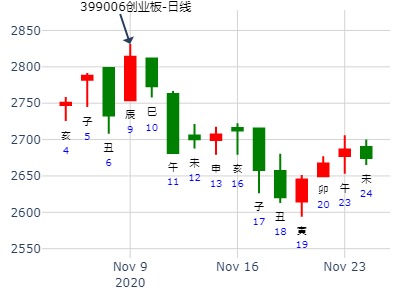 399006创业板-日线
2850
2800
2750
2700
2650
2600
2550
亥
4
子
5
丑
6
辰
9
巳
10
午
11
未
12
申
13
亥
16
子
17
丑
18
寅
19
卯
20
午
23
未
24
Nov 9
2020
Nov 16
Nov 23